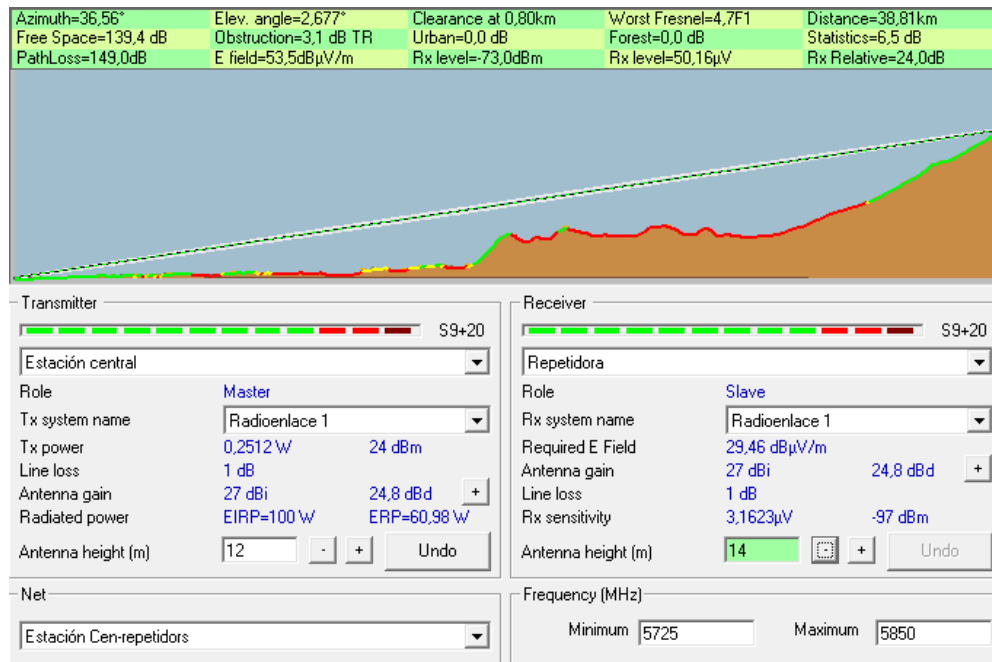 Azimuth=36,56° Elev. angle=2,677° Clearance at 0,80km Worst Fresnel=4,7F1 Distance=38,81km
Free Space=139,4 dB Obstruction=3,1 dB TR Urban=0,0 dB Forest=0,0 dB Statistics=6,5 dB
PathLoss=149,0dB E field=53,5dBµV/m Rx level=-73,0dBm Rx level=50,16µV Rx Relative=24,0dB
Transmitter
S9+20
Estación central
Role Master
Tx system name Radioenlace 1
Tx power 0,2512 W 24 dBm
Line loss 1 dB
Antenna gain 27 dBi 24,8 dBd +
Radiated power EIRP=100 W ERP=60,98 W
Antenna height (m) 12 - + Undo
Receiver
S9+20
Repetidora
Role Slave
Rx system name Radioenlace 1
Required E Field 29,46 dBµV/m
Antenna gain 27 dBi 24,8 dBd +
Line loss 1 dB
Rx sensitivity 3,1623µV -97 dBm
Antenna height (m) 14 - + Undo
Net
Estación Cen-repetidors
Frequency (MHz)
Minimum 5725 Maximum 5850